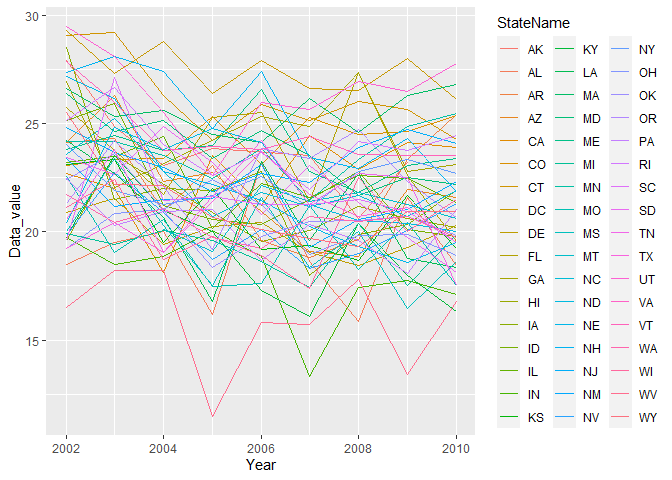 30
25
20
15
Data_value
2002
2004
2006
2008
2010
Year
StateName
AK KY NY
AL LA OH
AR MA OK
AZ MD OR
CA ME PA
CO MI RI
CT MN SC
DC MO SD
DE MS TN
FL MT TX
GA NC UT
HI ND VA
IA NE VT
ID NH WA
IL NJ WI
IN NM WV
KS NV WY